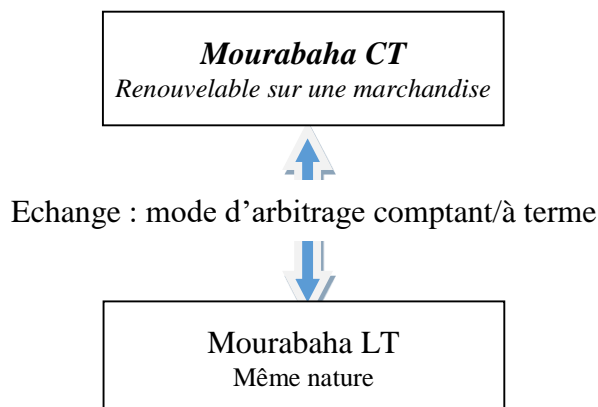 Mourabaha CT
Renouvelable sur une marchandise
Echange : mode d’arbitrage comptant/à terme
Mourabaha LT
Même nature